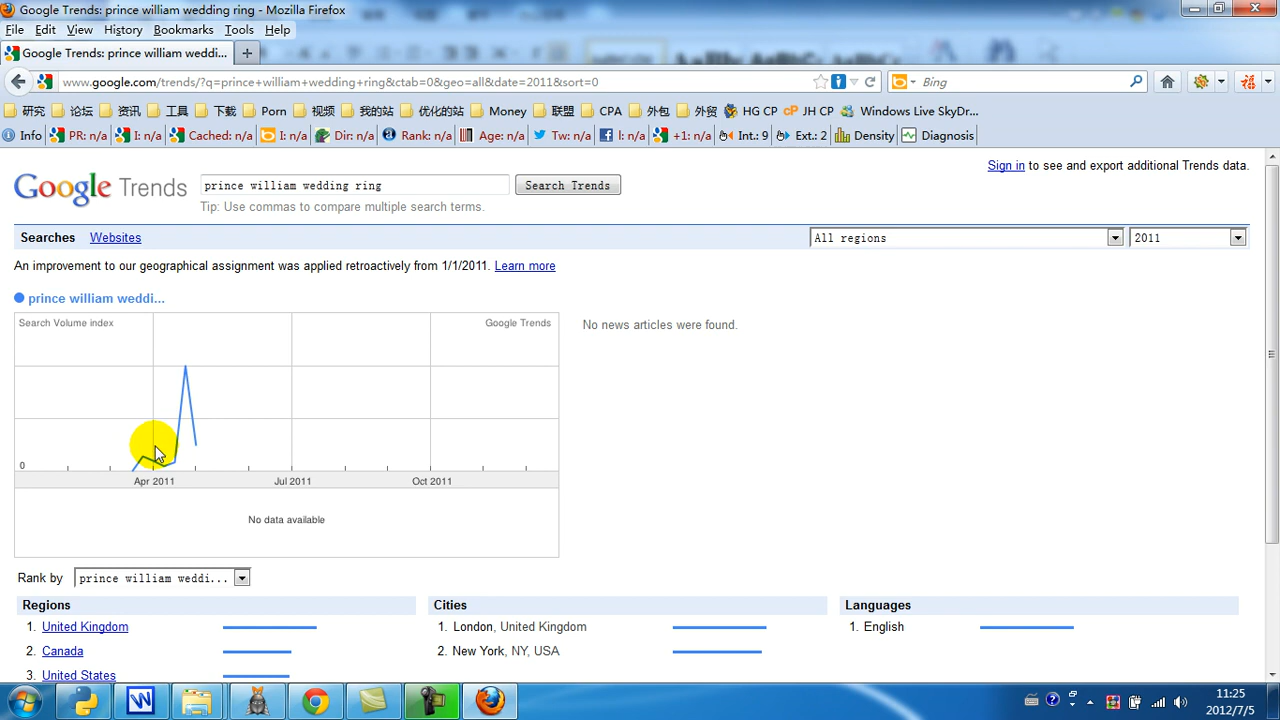 Google Trends: prince william wedding ring - Mozilla Firefox
File Edit View History Bookmarks Tools Help
Google Trends: prince william weddi... +
www.google.com/trends/?q=prince+william+wedding+ring&ctab=0&geo=all&date=2011&sort=0 Bing
研究 论坛 资讯 工具 下载 Porn 视频 我的站 优化的站 Money 联盟 CPA 外包 外贸 HG CP JH CP Windows Live SkyDr...
Info PR: n/a I: n/a Cached: n/a I: n/a Dir: n/a Rank: n/a Age: n/a Tw: n/a I: n/a +1: n/a Int.: 9 Ext.: 2 Density Diagnosis
Sign in to see and export additional Trends data.
Google Trends prince william wedding ring Search Trends
Tip: Use commas to compare multiple search terms.
Searches Websites All regions 2011
An improvement to our geographical assignment was applied retroactively from 1/1/2011. Learn more
prince william weddi...
Search Volume index Google Trends
No news articles were found.
0
Apr 2011 Jul 2011 Oct 2011
No data available
Rank by prince william weddi...
Regions Cities Languages
1. United Kingdom 1. London, United Kingdom 1. English
2. Canada 2. New York, NY, USA
3. United States
11:25
2012/7/5